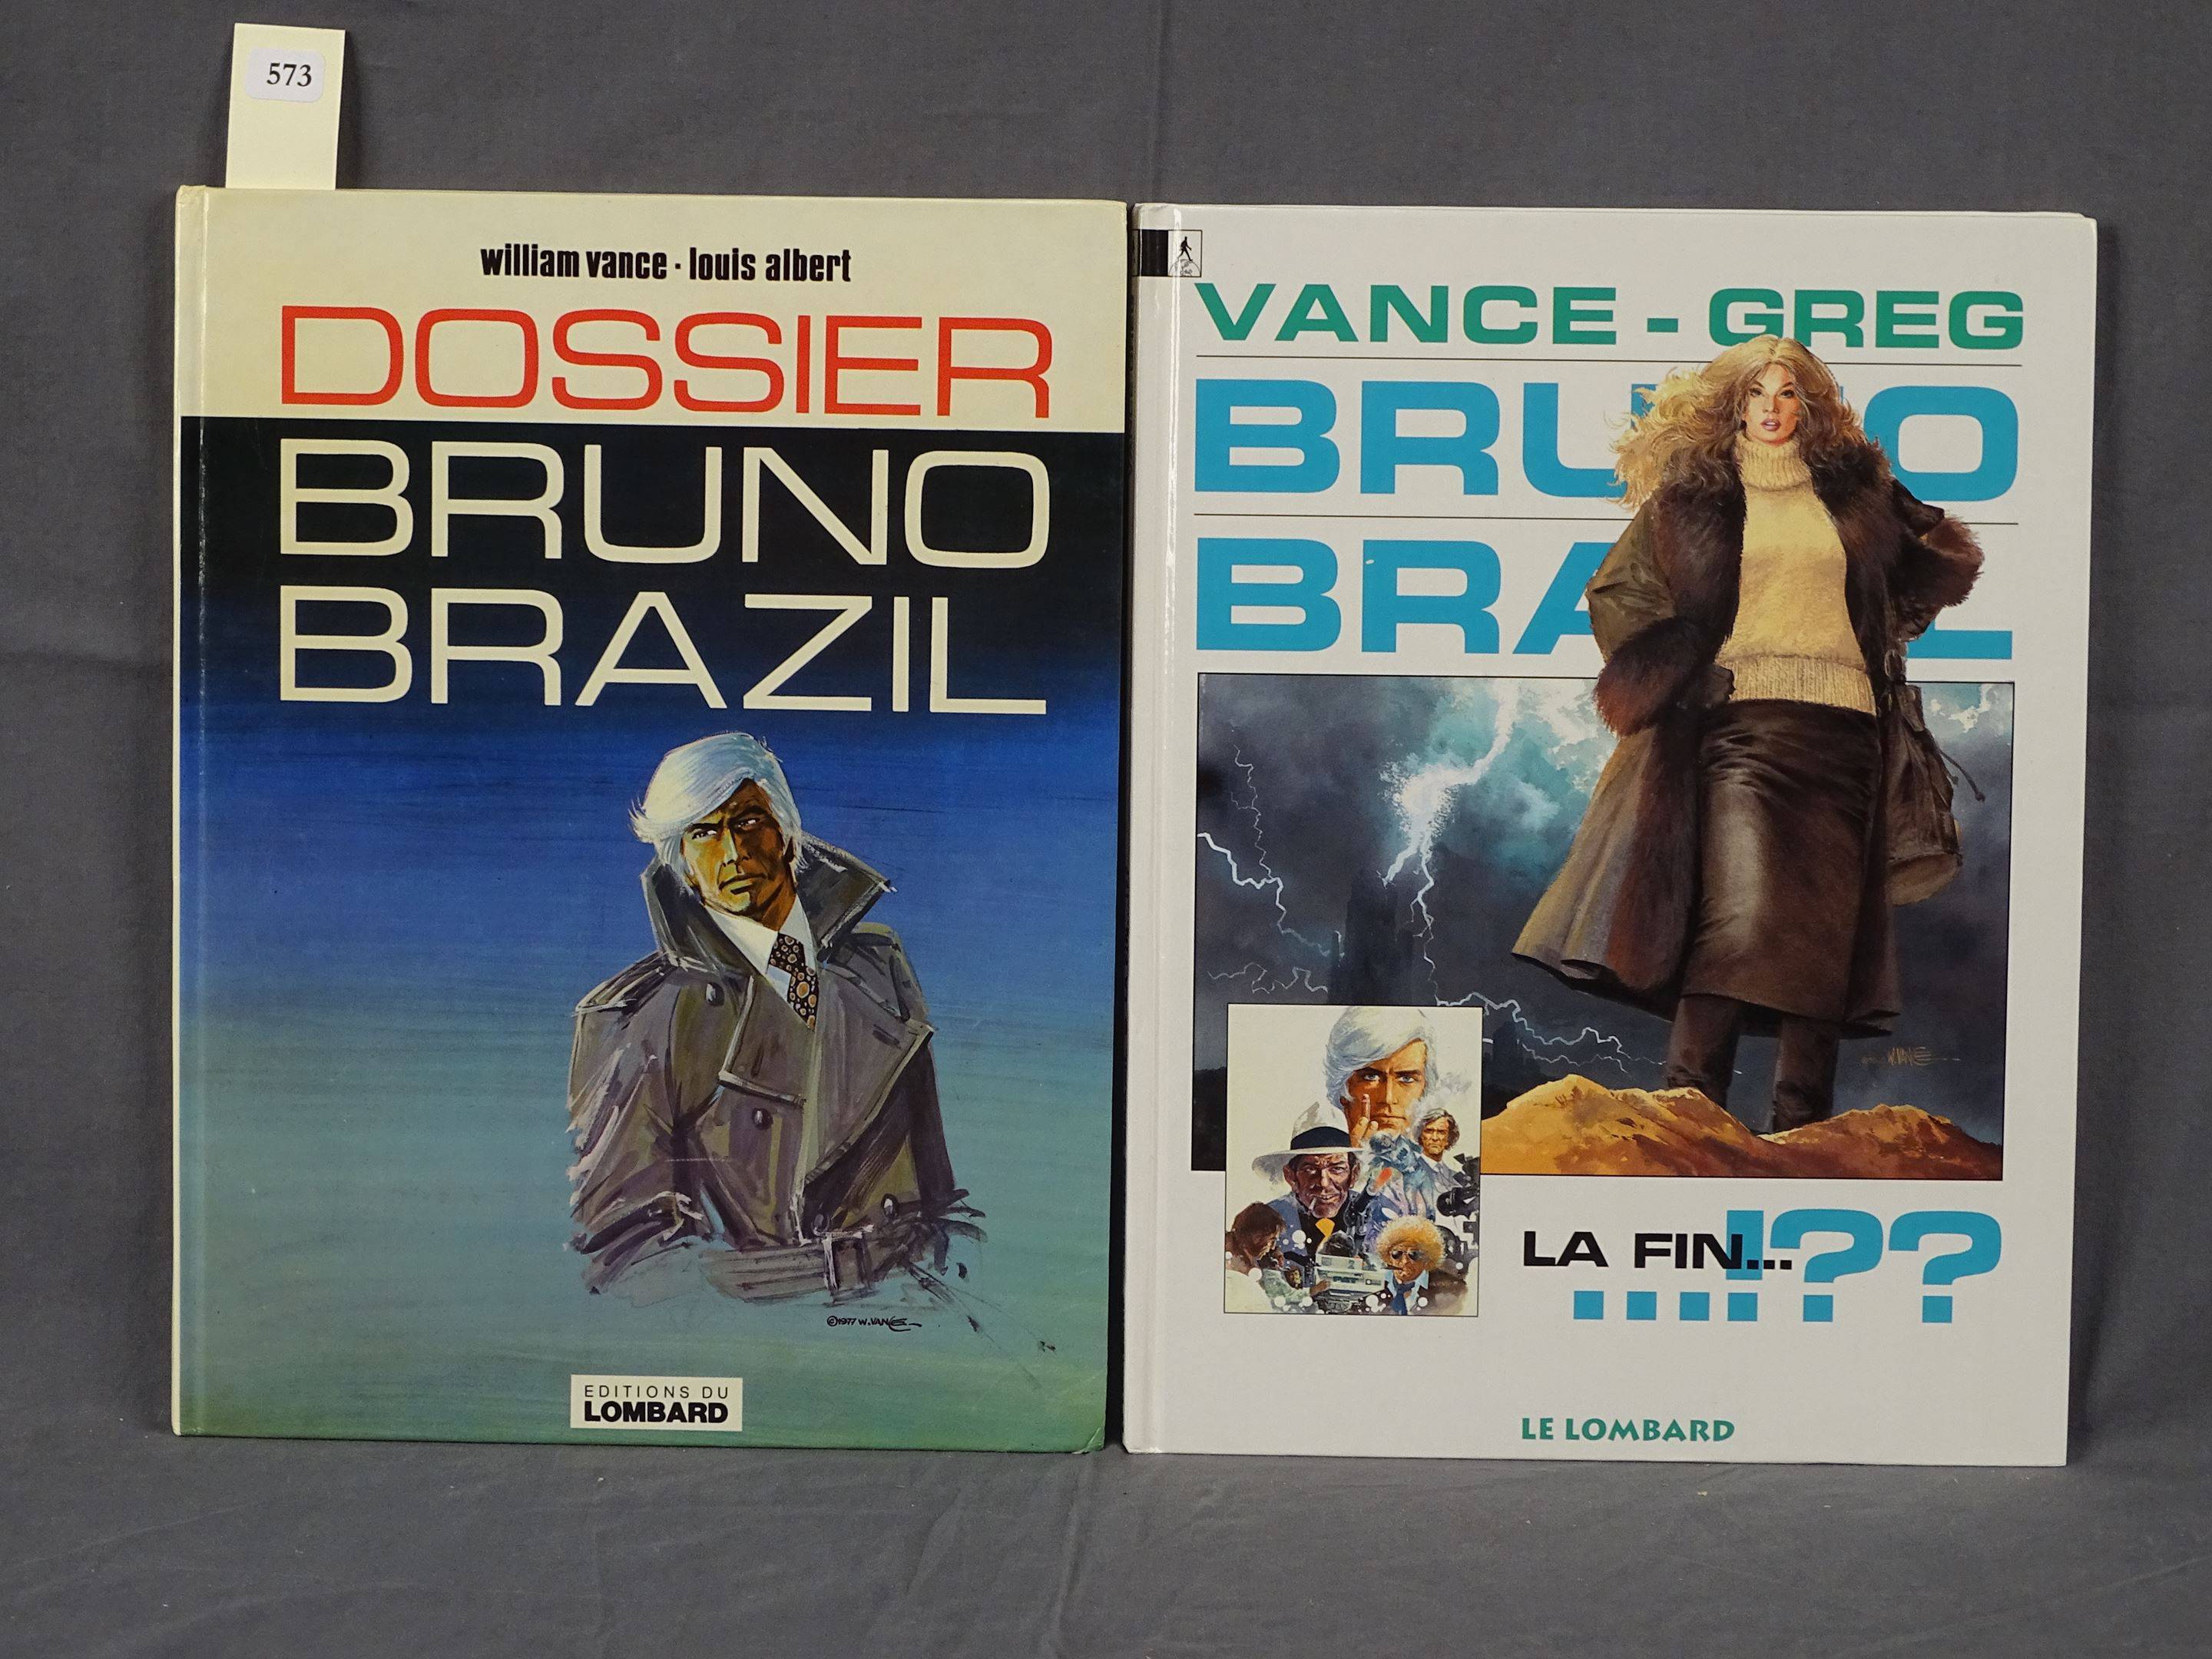 573
william vance · louis albert
DOSSIER
BRUNO
BRAZIL
©1977 W. VANCE
EDITIONS DU
LOMBARD
VANCE - GREG
BRUNO
BRAZIL
W. VANCE
LA FIN...
...!??
LE LOMBARD